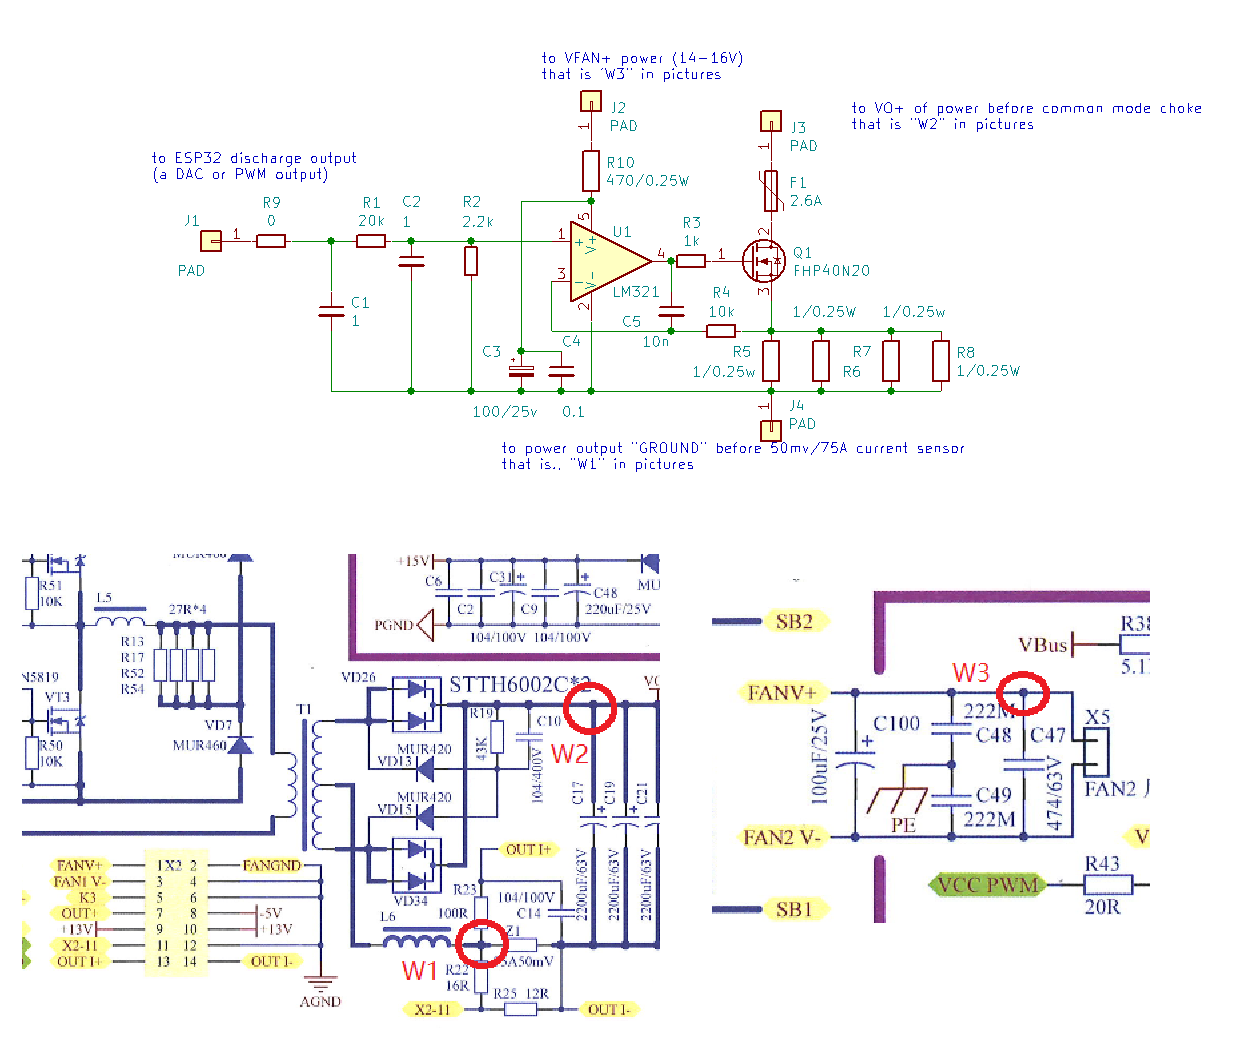 to VFAN+ power (14-16V)
that is "W3" in pictures
J2
PAD
1
to VO+ of power before common mode choke
that is "W2" in pictures
J3
PAD
1
to ESP32 discharge output
(a DAC or PWM output)
R10
470/0.25W
F1
2.6A
J1
1
PAD
R9
0
R1
20k
C2
1
R2
2.2k
5
1
3
4
2
+
V+
V-
U1
LM321
R3
1k
1
2
3
Q1
FHP40N20
C1
1
C5
10n
R4
10k
1/0.25W
1/0.25w
C3
C4
R5
1/0.25w
R7
R6
R8
1/0.25W
100/25v
0.1
1
J4
PAD
to power output "GROUND" before 50mv/75A current sensor
that is., "W1" in pictures
R51
10K
L5
27R*4
R13
R17
R52
R54
N5819
VT3
R50
10K
VD7
MUR460
T1
+15V
C6
C2
C31
C9
C48
220uF/25V
MU
PGND
104/100V 104/100V
VD26
STTH6002C*2
W2
R19
43K
C10
104/400V
MUR420
VD13
MUR420
VD15
VD34
C17
C19
C21
2200uF/63V
2200uF/63V
2200uF/63V
OUT I+
R23
100R
104/100V
C14
L6
W1
Z1
5A50mV
R22
16R
X2-11
R25 12R
OUT I-
FANV+
1 X2 2
FANGND
FAN1 V-
3 4
K3
5 6
OUT+
7 8
-5V
+13V
9 10
+13V
X2-11
11 12
OUT I+
13 14
OUT I-
AGND
SB2
VBus
R38
5.1
W3
FANV+
C100
100uF/25V
222M
C48
C47
474/63V
X5
FAN2
PE
C49
222M
FAN2 V-
V
VCC PWM
R43
20R
SB1